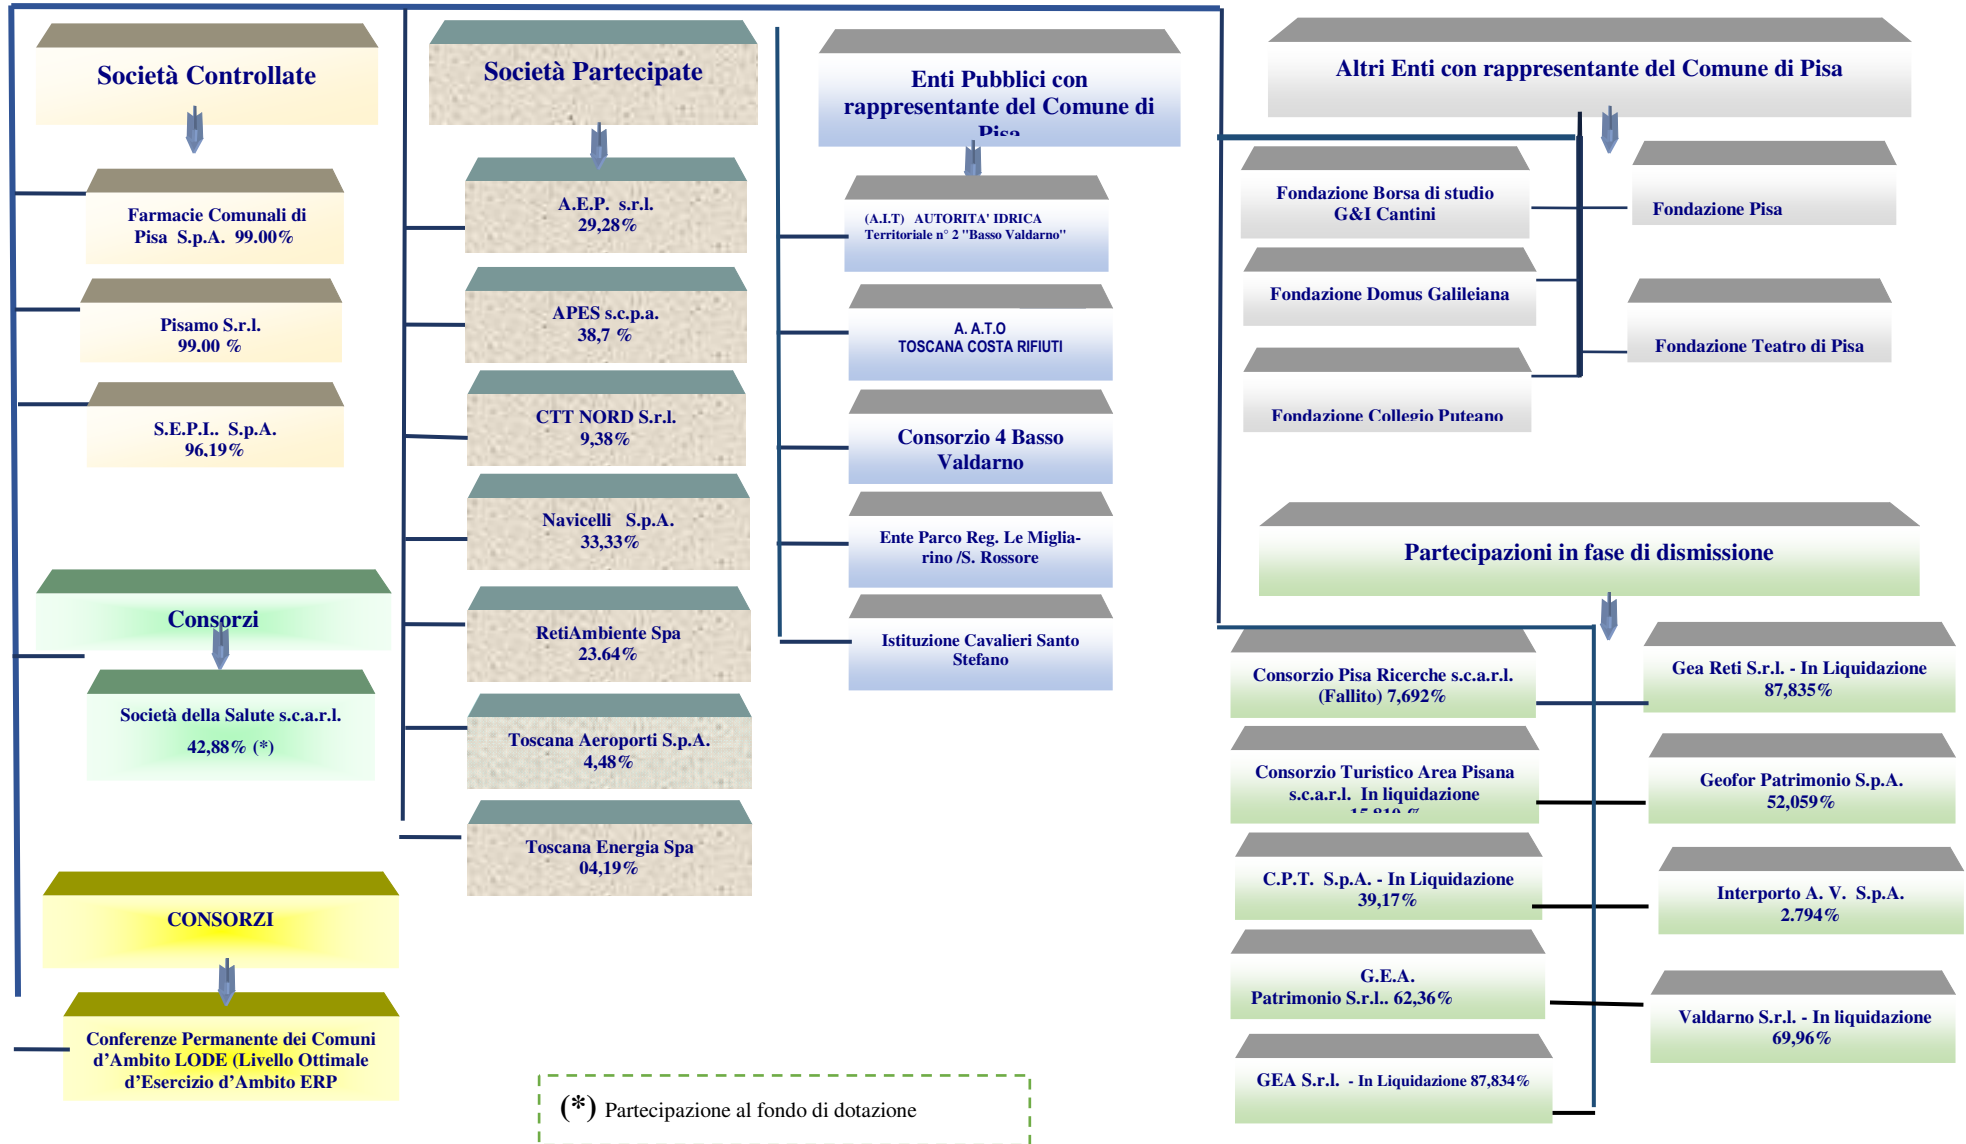 Società Controllate
Farmacie Comunali di
Pisa S.p.A. 99.00%
Pisamo S.r.l.
99.00 %
S.E.P.I.. S.p.A.
96,19%
Consorzi
Società della Salute s.c.a.r.l.
42,88% (*)
CONSORZI
Conferenze Permanente dei Comuni
d’Ambito LODE (Livello Ottimale
d’Esercizio d’Ambito ERP
Società Partecipate
A.E.P. s.r.l.
29,28%
APES s.c.p.a.
38,7 %
CTT NORD S.r.l.
9,38%
Navicelli S.p.A.
33,33%
RetiAmbiente Spa
23.64%
Toscana Aeroporti S.p.A.
4,48%
Toscana Energia Spa
04,19%
Enti Pubblici con
rappresentante del Comune di
Pisa
(A.I.T) AUTORITA' IDRICA
Territoriale n° 2 "Basso Valdarno"
A. A.T.O
TOSCANA COSTA RIFIUTI
Consorzio 4 Basso
Valdarno
Ente Parco Reg. Le Miglia-
rino /S. Rossore
Istituzione Cavalieri Santo
Stefano
Altri Enti con rappresentante del Comune di Pisa
Fondazione Borsa di studio
G&I Cantini
Fondazione Pisa
Fondazione Domus Galileiana
Fondazione Teatro di Pisa
Fondazione Collegio Puteano
Partecipazioni in fase di dismissione
Consorzio Pisa Ricerche s.c.a.r.l.
(Fallito) 7,692%
Gea Reti S.r.l. - In Liquidazione
87,835%
Consorzio Turistico Area Pisana
s.c.a.r.l. In liquidazione
15,810 %
Geofor Patrimonio S.p.A.
52,059%
C.P.T. S.p.A. - In Liquidazione
39,17%
Interporto A. V. S.p.A.
2.794%
G.E.A.
Patrimonio S.r.l.. 62,36%
Valdarno S.r.l. - In liquidazione
69,96%
GEA S.r.l. - In Liquidazione 87,834%
(*) Partecipazione al fondo di dotazione